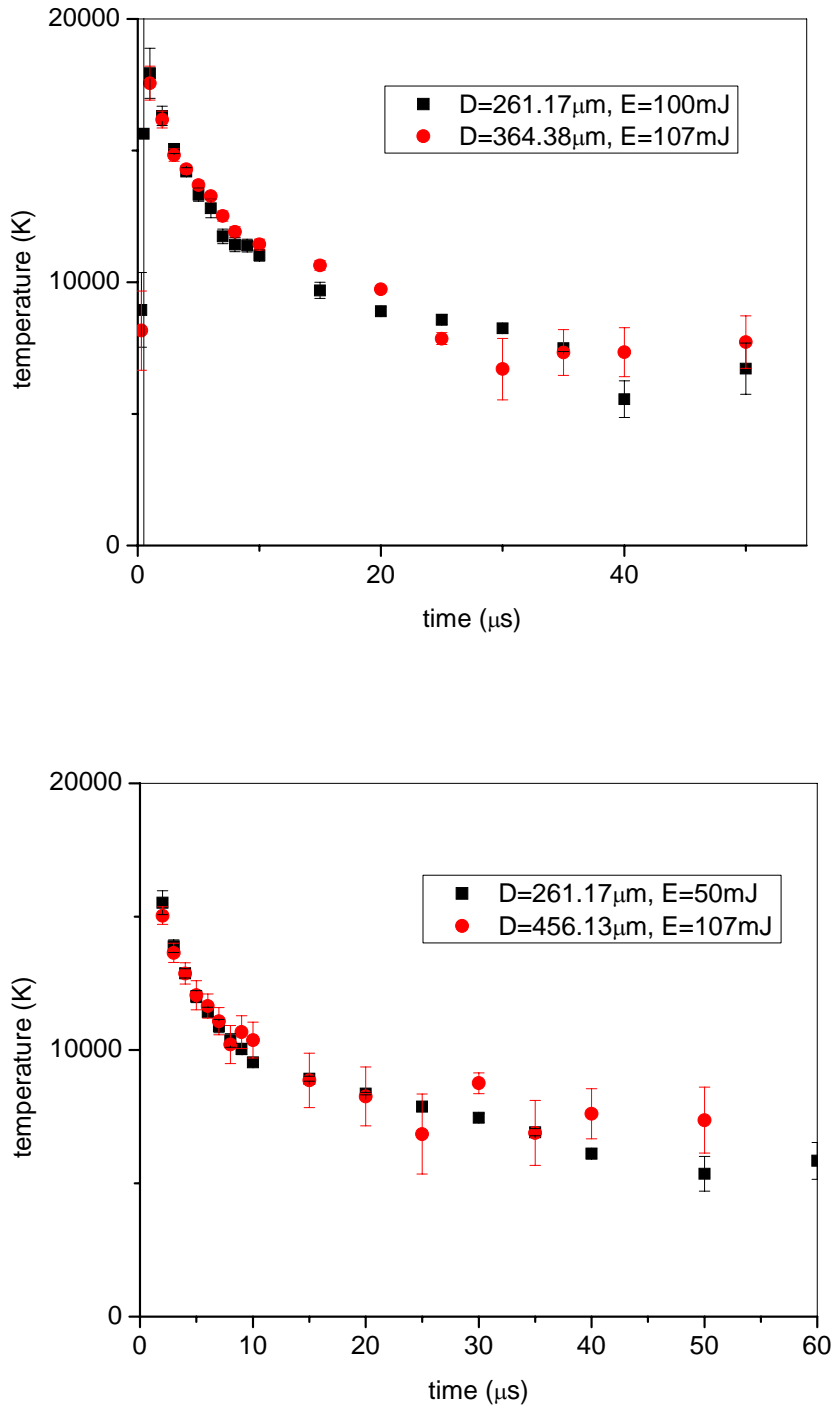 20000
D=261.17μm, E=100mJ
D=364.38μm, E=107mJ
10000
temperature (K)
0
0
20
40
time (μs)
20000
D=261.17μm, E=50mJ
D=456.13μm, E=107mJ
10000
temperature (K)
0
0
10
20
30
40
50
60
time (μs)